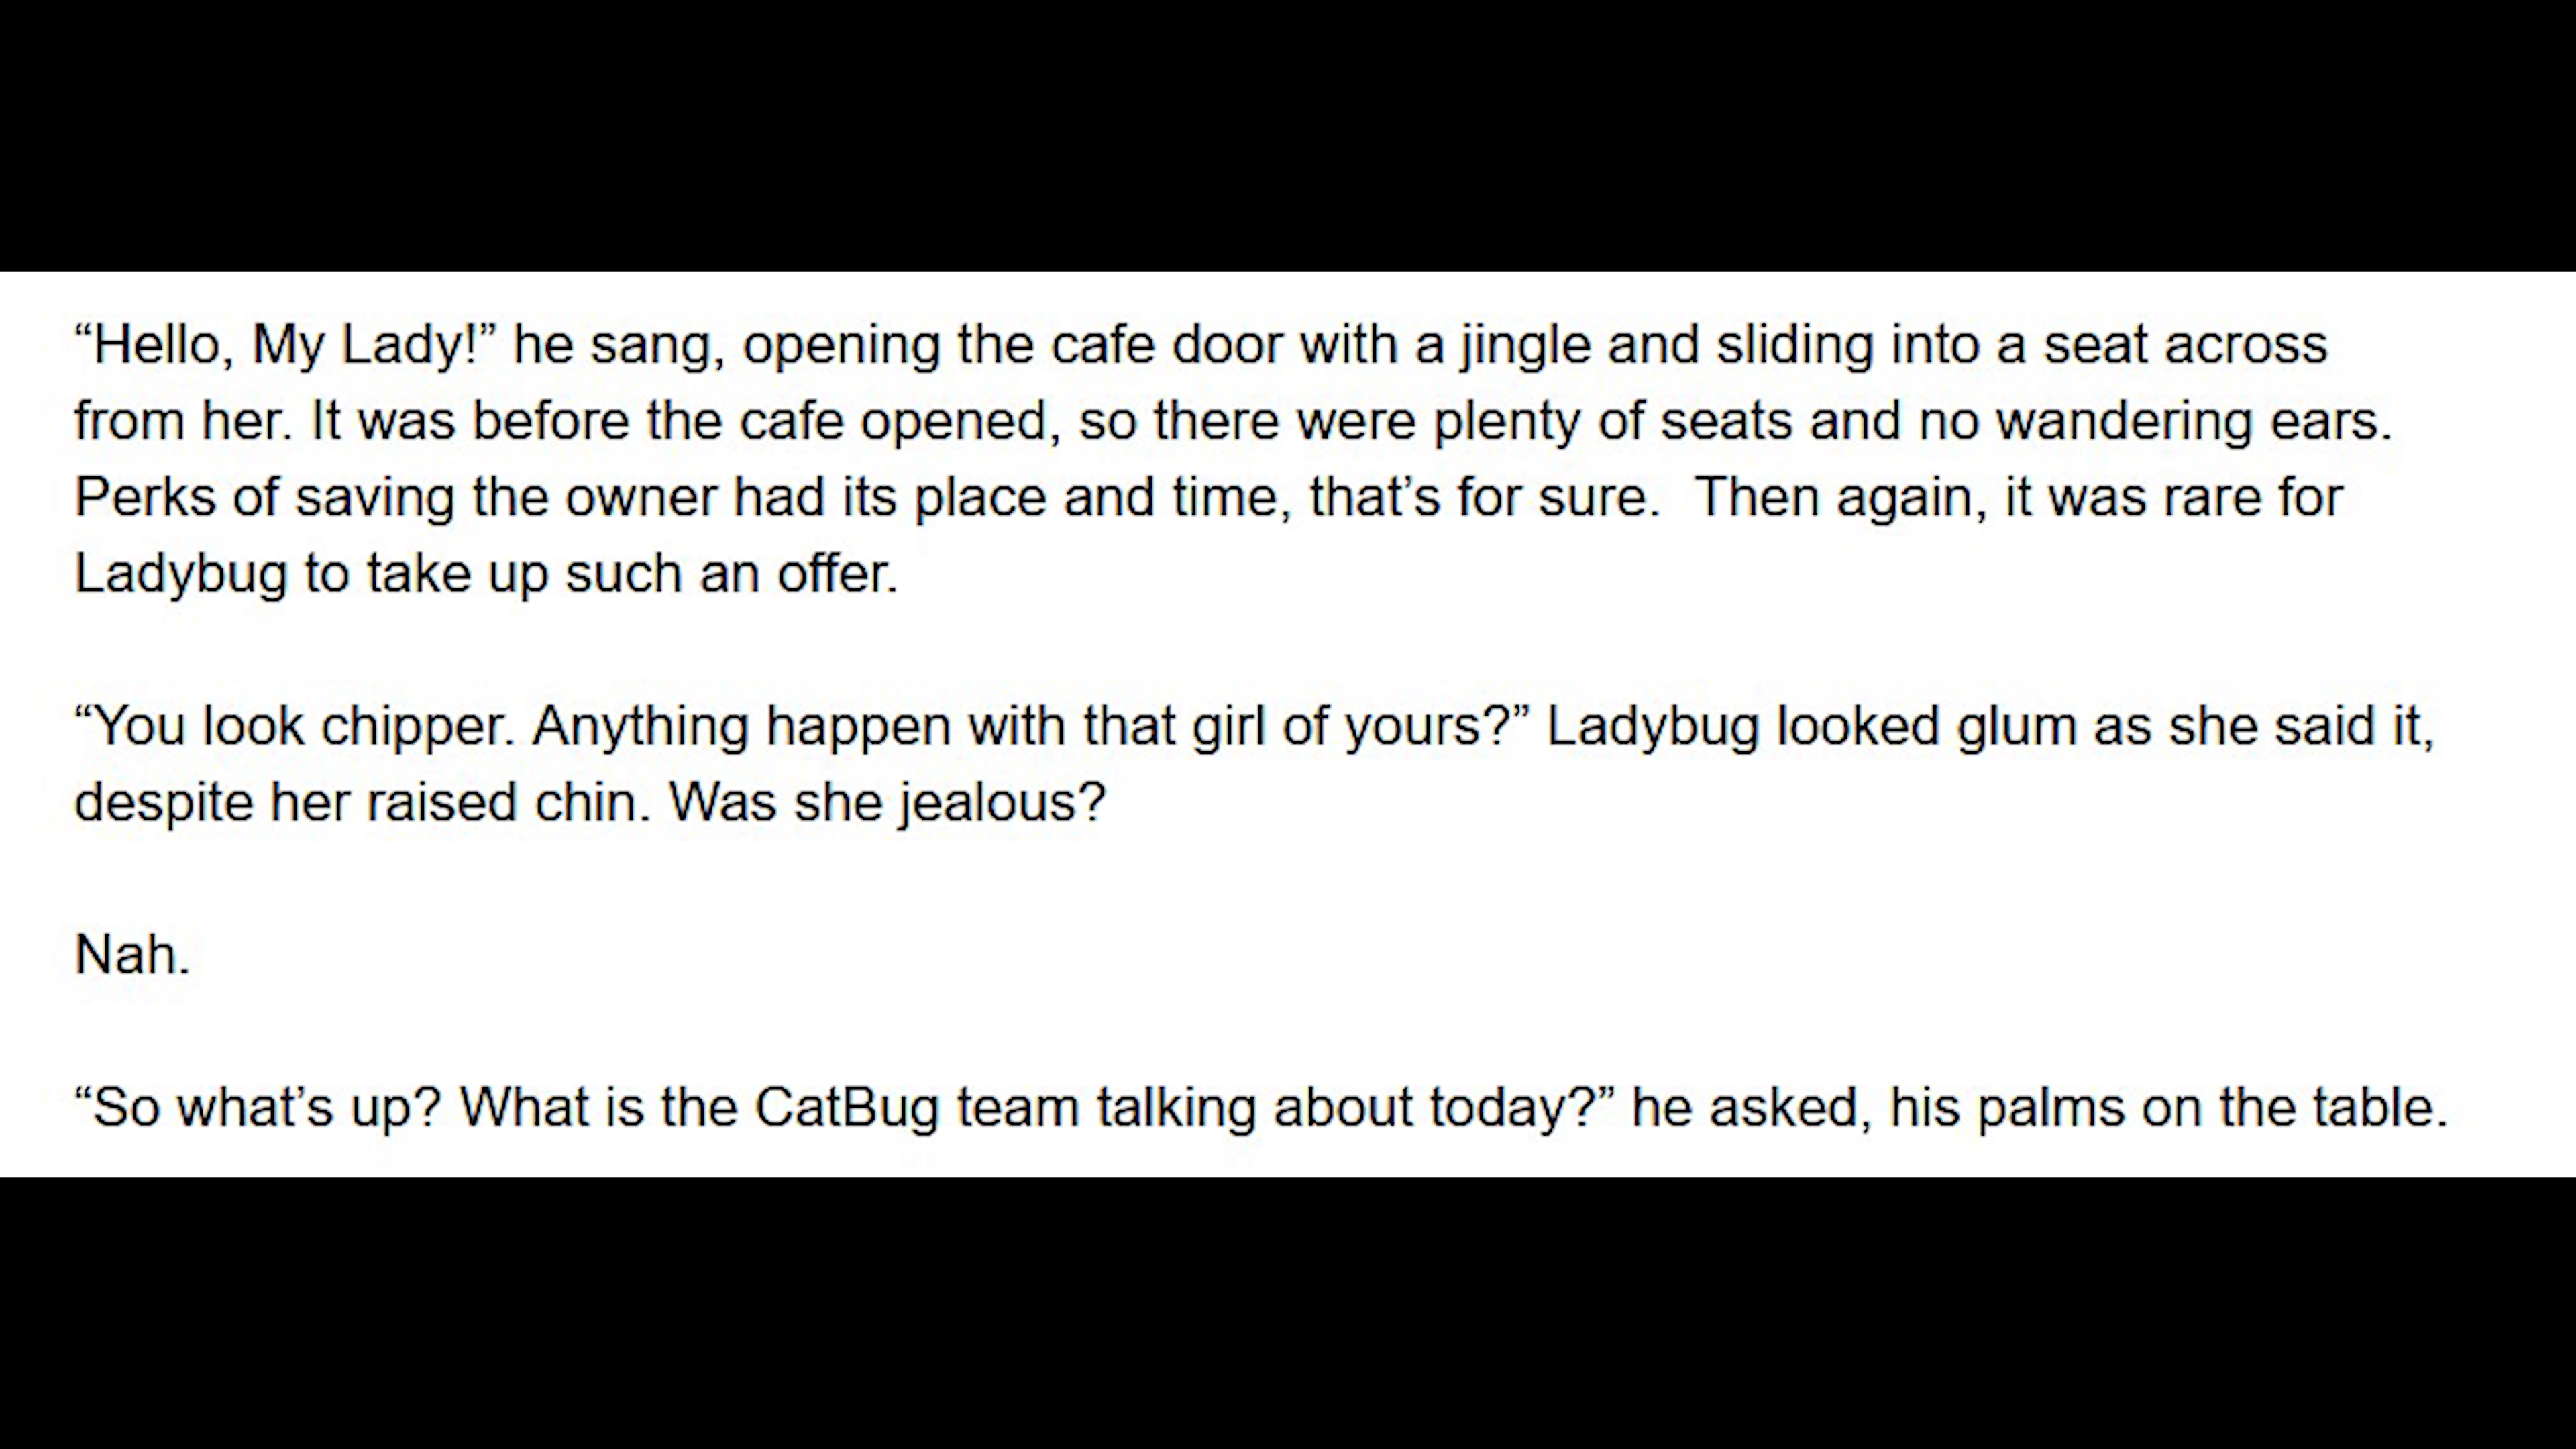 “Hello, My Lady!” he sang, opening the cafe door with a jingle and sliding into a seat across
from her. It was before the cafe opened, so there were plenty of seats and no wandering ears.
Perks of saving the owner had its place and time, that’s for sure.  Then again, it was rare for
Ladybug to take up such an offer.
“You look chipper. Anything happen with that girl of yours?” Ladybug looked glum as she said it,
despite her raised chin. Was she jealous?
Nah.
“So what’s up? What is the CatBug team talking about today?” he asked, his palms on the table.